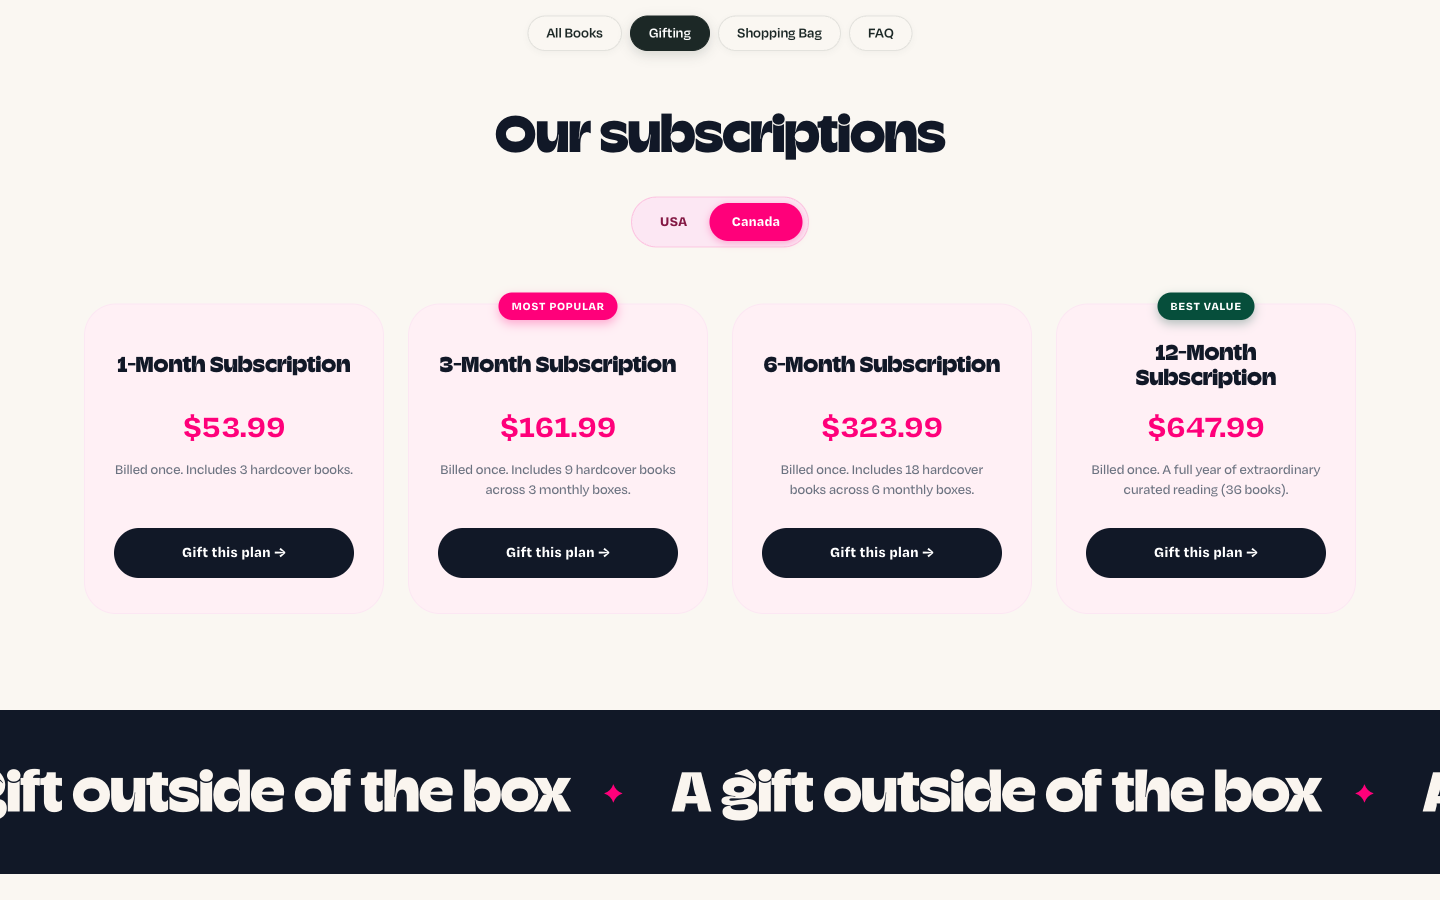 All Books
Gifting
Shopping Bag
FAQ
Our subscriptions
USA
Canada
1-Month Subscription
$53.99
Billed once. Includes 3 hardcover books.
Gift this plan →
MOST POPULAR
3-Month Subscription
$161.99
Billed once. Includes 9 hardcover books
across 3 monthly boxes.
Gift this plan →
6-Month Subscription
$323.99
Billed once. Includes 18 hardcover
books across 6 monthly boxes.
Gift this plan →
BEST VALUE
12-Month
Subscription
$647.99
Billed once. A full year of extraordinary
curated reading (36 books).
Gift this plan →
gift outside of the box ✦ A gift outside of the box ✦ A